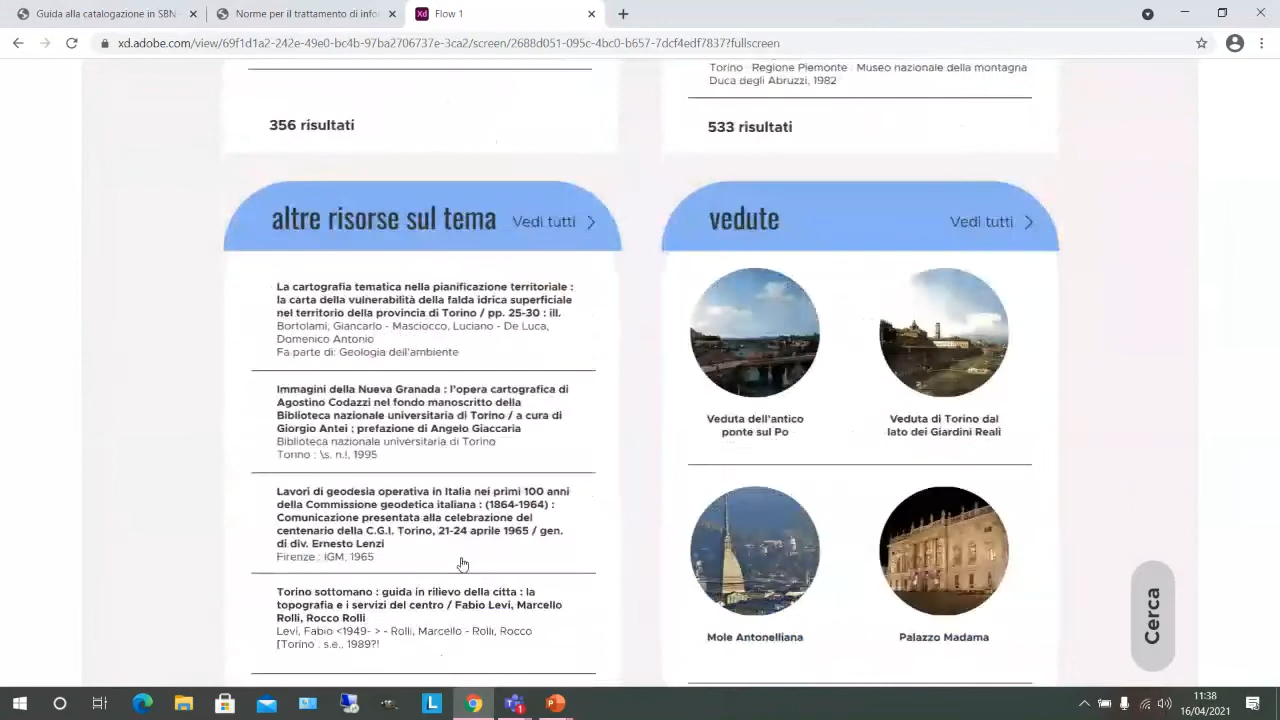 Guida alla catalogazione in SBN
Norme per il trattamento di info
Flow 1
xd.adobe.com/view/69f1d1a2-242e-49e0-bc4b-97ba2706737e-3ca2/screen/2688d051-095c-4bc0-b657-7dcf4edf7837?fullscreen
356 risultati
Torino : Regione Piemonte : Museo nazionale della montagna
Duca degli Abruzzi, 1982
533 risultati
altre risorse sul tema
Vedi tutti
La cartografia tematica nella pianificazione territoriale :
la carta della vulnerabilità della falda idrica superficiale
nel territorio della provincia di Torino / pp. 25-30 : ill.
Bortolami, Giancarlo - Masciocco, Luciano - De Luca,
Domenico Antonio
Fa parte di: Geologia dell'ambiente
Immagini della Nueva Granada : l'opera cartografica di
Agostino Codazzi nel fondo manoscritto della
Biblioteca nazionale universitaria di Torino / a cura di
Giorgio Antei ; prefazione di Angelo Giaccaria
Biblioteca nazionale universitaria di Torino
Torino : \s. n.!, 1995
Lavori di geodesia operativa in Italia nei primi 100 anni
della Commissione geodetica italiana : (1864-1964) :
Comunicazione presentata alla celebrazione del
centenario della C.G.I. Torino, 21-24 aprile 1965 / gen.
di div. Ernesto Lenzi
Firenze : IGM, 1965
Torino sottomano : guida in rilievo della citta : la
topografia e i servizi del centro / Fabio Levi, Marcello
Rolli, Rocco Rolli
Levi, Fabio <1949- > - Rolli, Marcello - Rolli, Rocco
[Torino : s.e., 1989?!
vedute
Vedi tutti
Veduta dell'antico
ponte sul Po
Veduta di Torino dal
lato dei Giardini Reali
Mole Antonelliana
Palazzo Madama
Cerca
11:38
16/04/2021